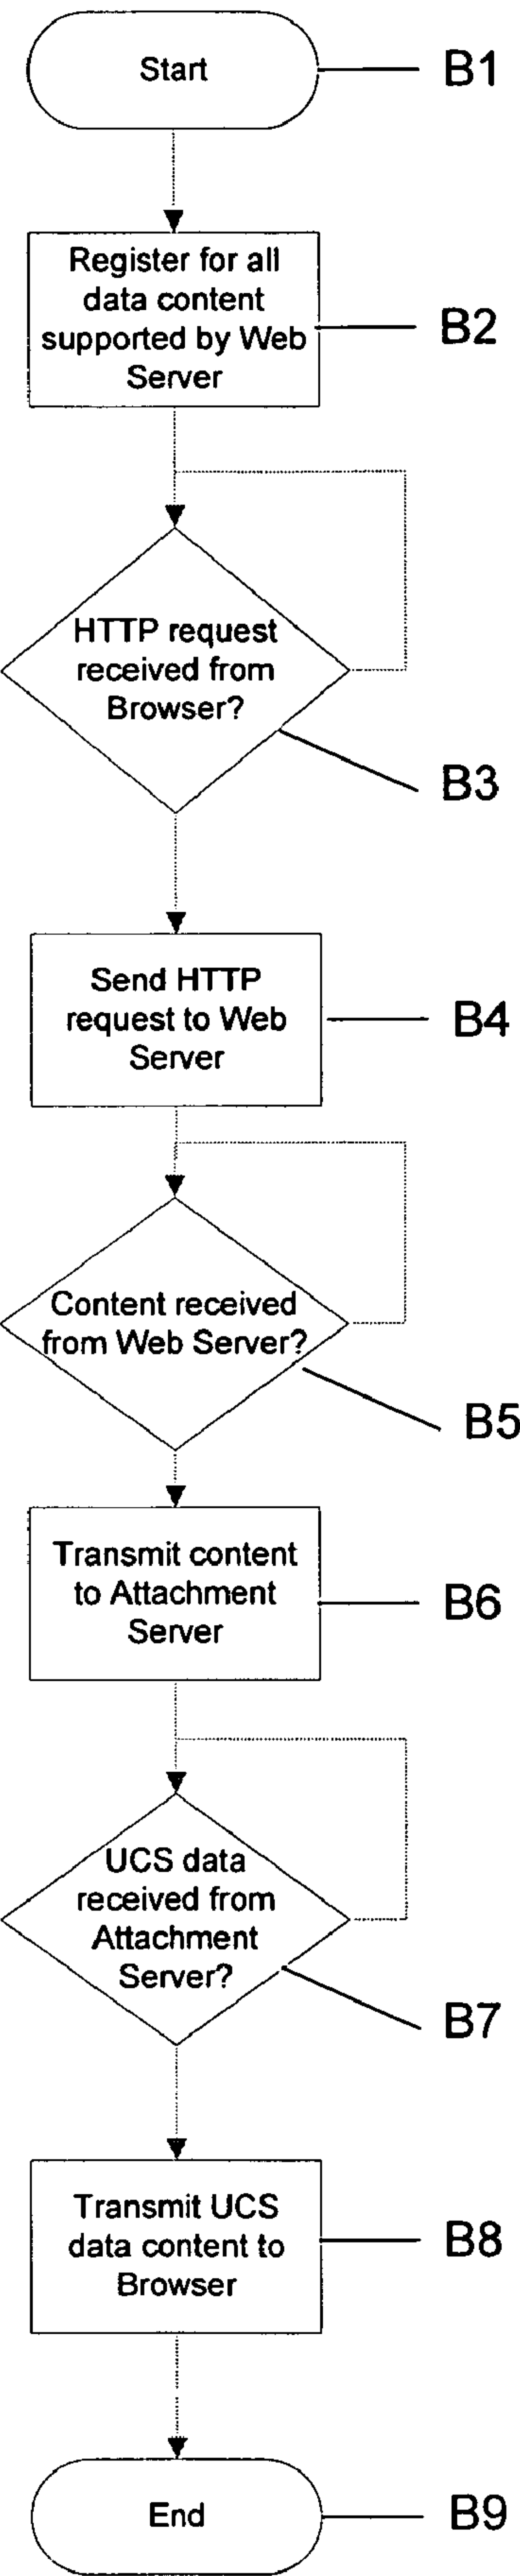 Start
B1
Register for all
data content
supported by Web
Server
B2
HTTP request
received from
Browser?
B3
Send HTTP
request to Web
Server
B4
Content received
from Web Server?
B5
Transmit content
to Attachment
Server
B6
UCS data
received from
Attachment
Server?
B7
Transmit UCS
data content to
Browser
B8
End
B9